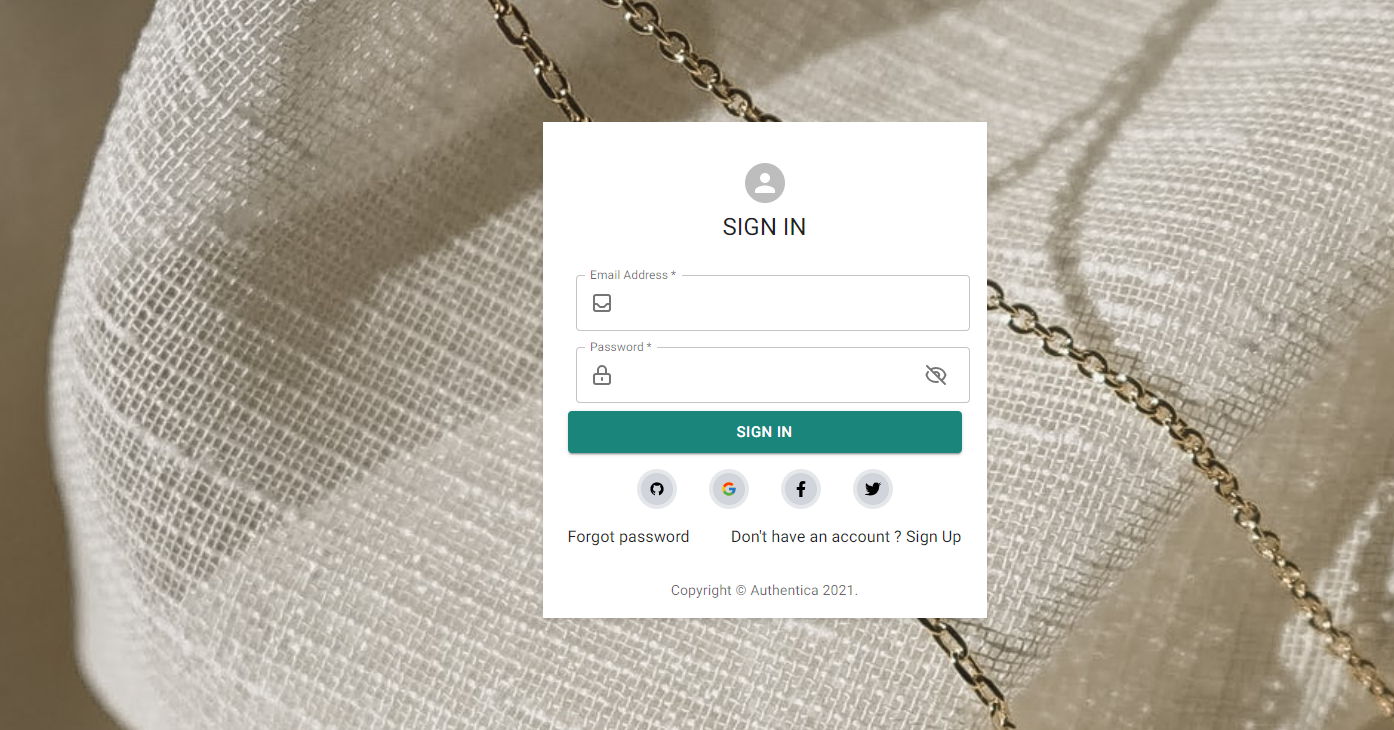 SIGN IN
Email Address *
Password *
SIGN IN
Forgot password
Don't have an account ? Sign Up
Copyright © Authentica 2021.